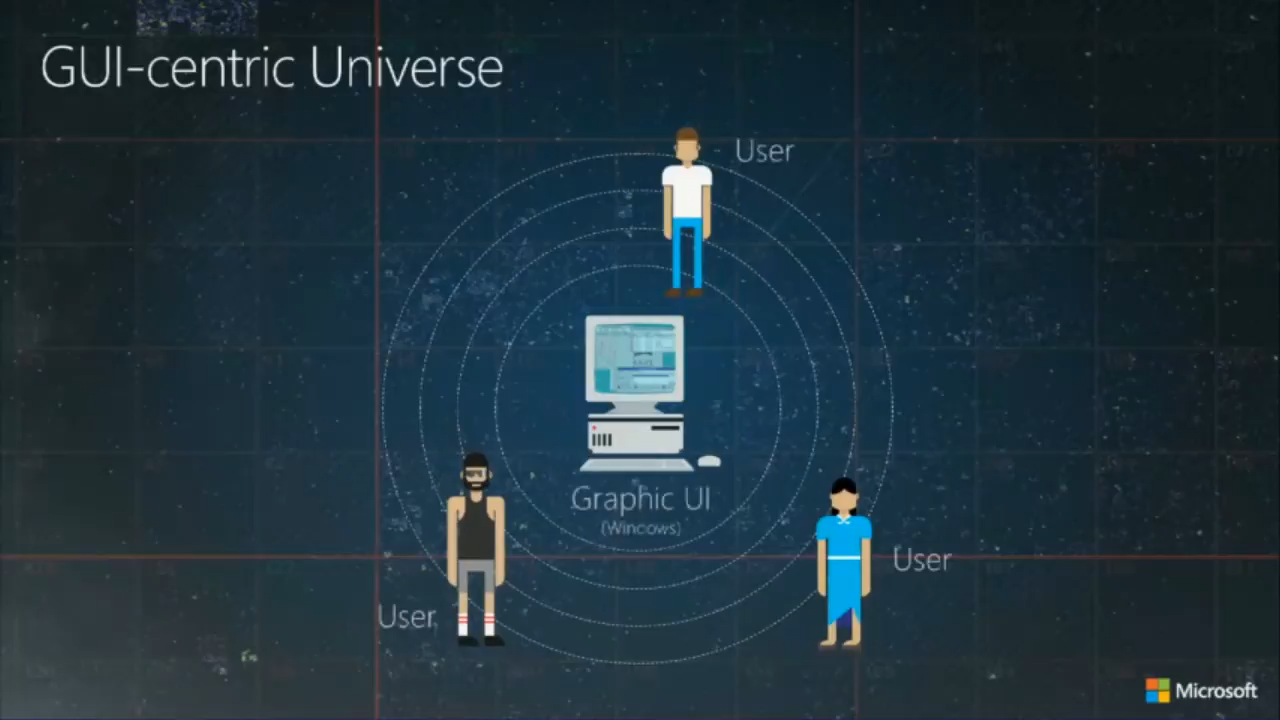 GUI-centric Universe
User
Graphic UI
(Windows)
User
User
Microsoft